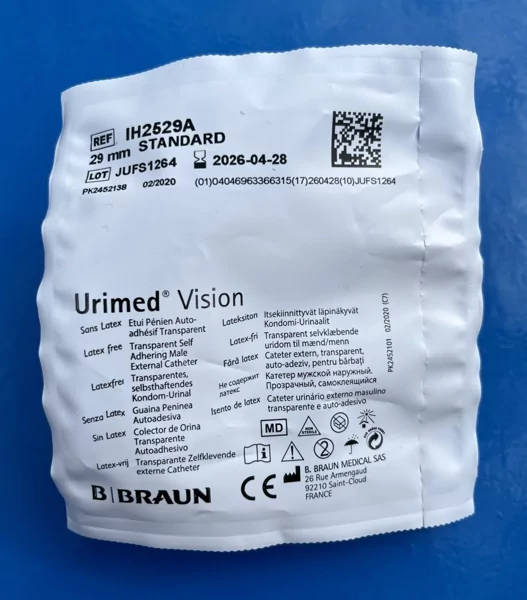 REF IH2529A
29 mm STANDARD
LOT JUFS1264 2026-04-28
PK2452138 02/2020 (01)04046963366315(17)260428(10)JUFS1264
Urimed® Vision
Sans Latex Etui Pénien Auto-
adhésif Transparent
Latex free Transparent Self
Adhering Male
External Catheter
Latexfrei Transparentes,
selbsthaftendes
Kondom-Urinal
Senza Latex Guaina Peninea
Autoadesiva
Sin Latex Colector de Orina
Transparente
Autoadhesivo
Latex-vrij Transparante Zelfklevende
externe Catheter
Lateksiton Itsekiinnittyvät läpinäkyvät
Kondomi-Urinaalit
Latex-fri Transparent selvklæbende
uridom til mænd/menn
Fără latex Cateter extern, transparent,
auto-adeziv, pentru bărbați
Не содержит латекс Катетер мужской наружный.
Прозрачный, самоклеящийся
Isento de latex Cateter urinário externo masulino
transparente e auto-adesivo
PK2452101 02/2020 (C7)
MD
NON
STERILE
LATEX
2
B|BRAUN
CE
B. BRAUN MEDICAL SAS
26 Rue Armengaud
92210 Saint-Cloud
FRANCE